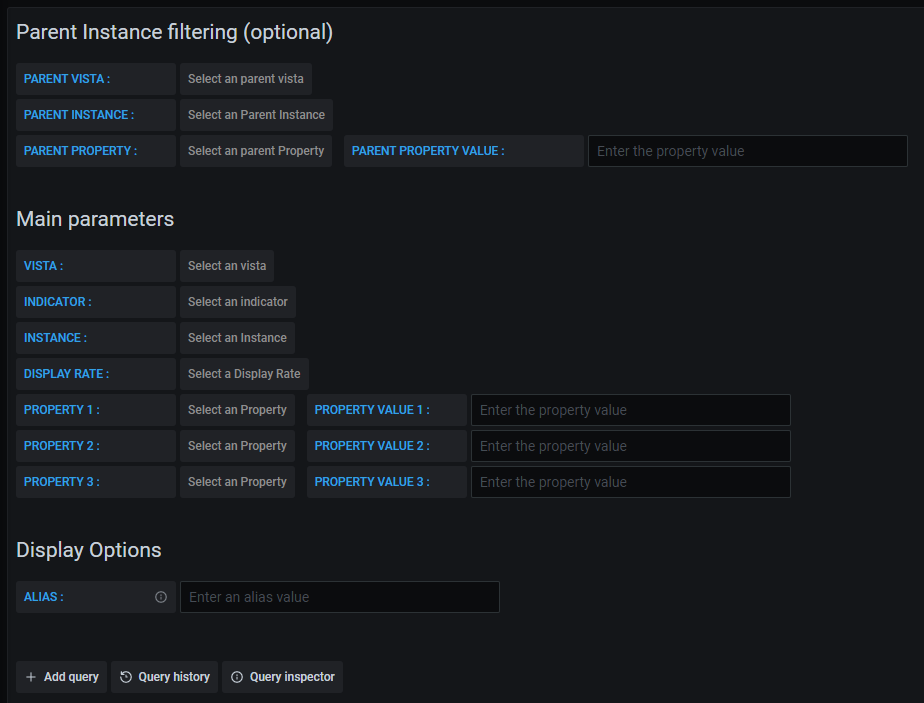 Parent Instance filtering (optional)
PARENT VISTA : Select an parent vista
PARENT INSTANCE : Select an Parent Instance
PARENT PROPERTY : Select an parent Property PARENT PROPERTY VALUE : Enter the property value
Main parameters
VISTA : Select an vista
INDICATOR : Select an indicator
INSTANCE : Select an Instance
DISPLAY RATE : Select a Display Rate
PROPERTY 1 : Select an Property PROPERTY VALUE 1 : Enter the property value
PROPERTY 2 : Select an Property PROPERTY VALUE 2 : Enter the property value
PROPERTY 3 : Select an Property PROPERTY VALUE 3 : Enter the property value
Display Options
ALIAS : Enter an alias value
Add query Query history Query inspector